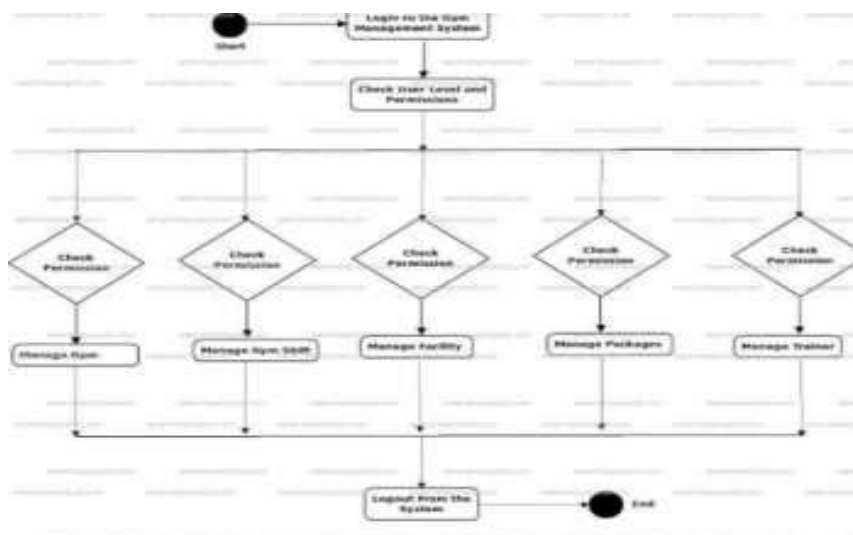 Login to the Gym
Management System
Start
Check User Level and
Permissions
Check
Permission
Check
Permission
Check
Permission
Check
Permission
Check
Permission
Manage Gym
Manage Gym Shift
Manage Facility
Manage Packages
Manage Trainer
Logout From the
System
End